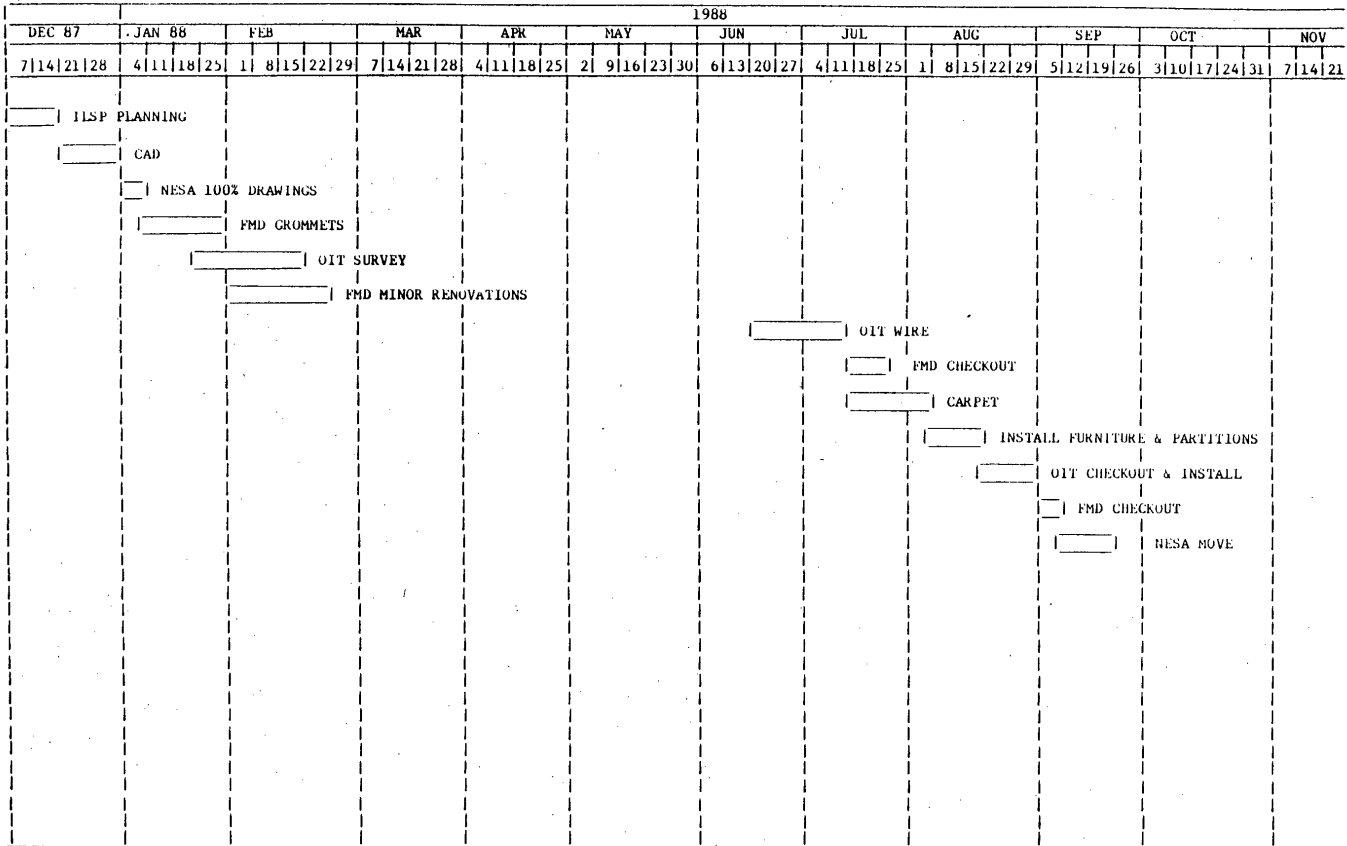 1988
DEC 87 JAN 88 FEB MAR APR MAY JUN JUL AUG SEP OCT NOV
7|14|21|28 4|11|18|25| 1| 8|15|22|29| 7|14|21|28| 4|11|18|25| 2| 9|16|23|30| 6|13|20|27| 4|11|18|25| 1| 8|15|22|29| 5|12|19|26| 3|10|17|24|31| 7|14|21
ILSP PLANNING
CAD
NESA 100% DRAWINGS
FMD GROMMETS
OIT SURVEY
FMD MINOR RENOVATIONS
OIT WIRE
FMD CHECKOUT
CARPET
INSTALL FURNITURE & PARTITIONS
OIT CHECKOUT & INSTALL
FMD CHECKOUT
NESA MOVE